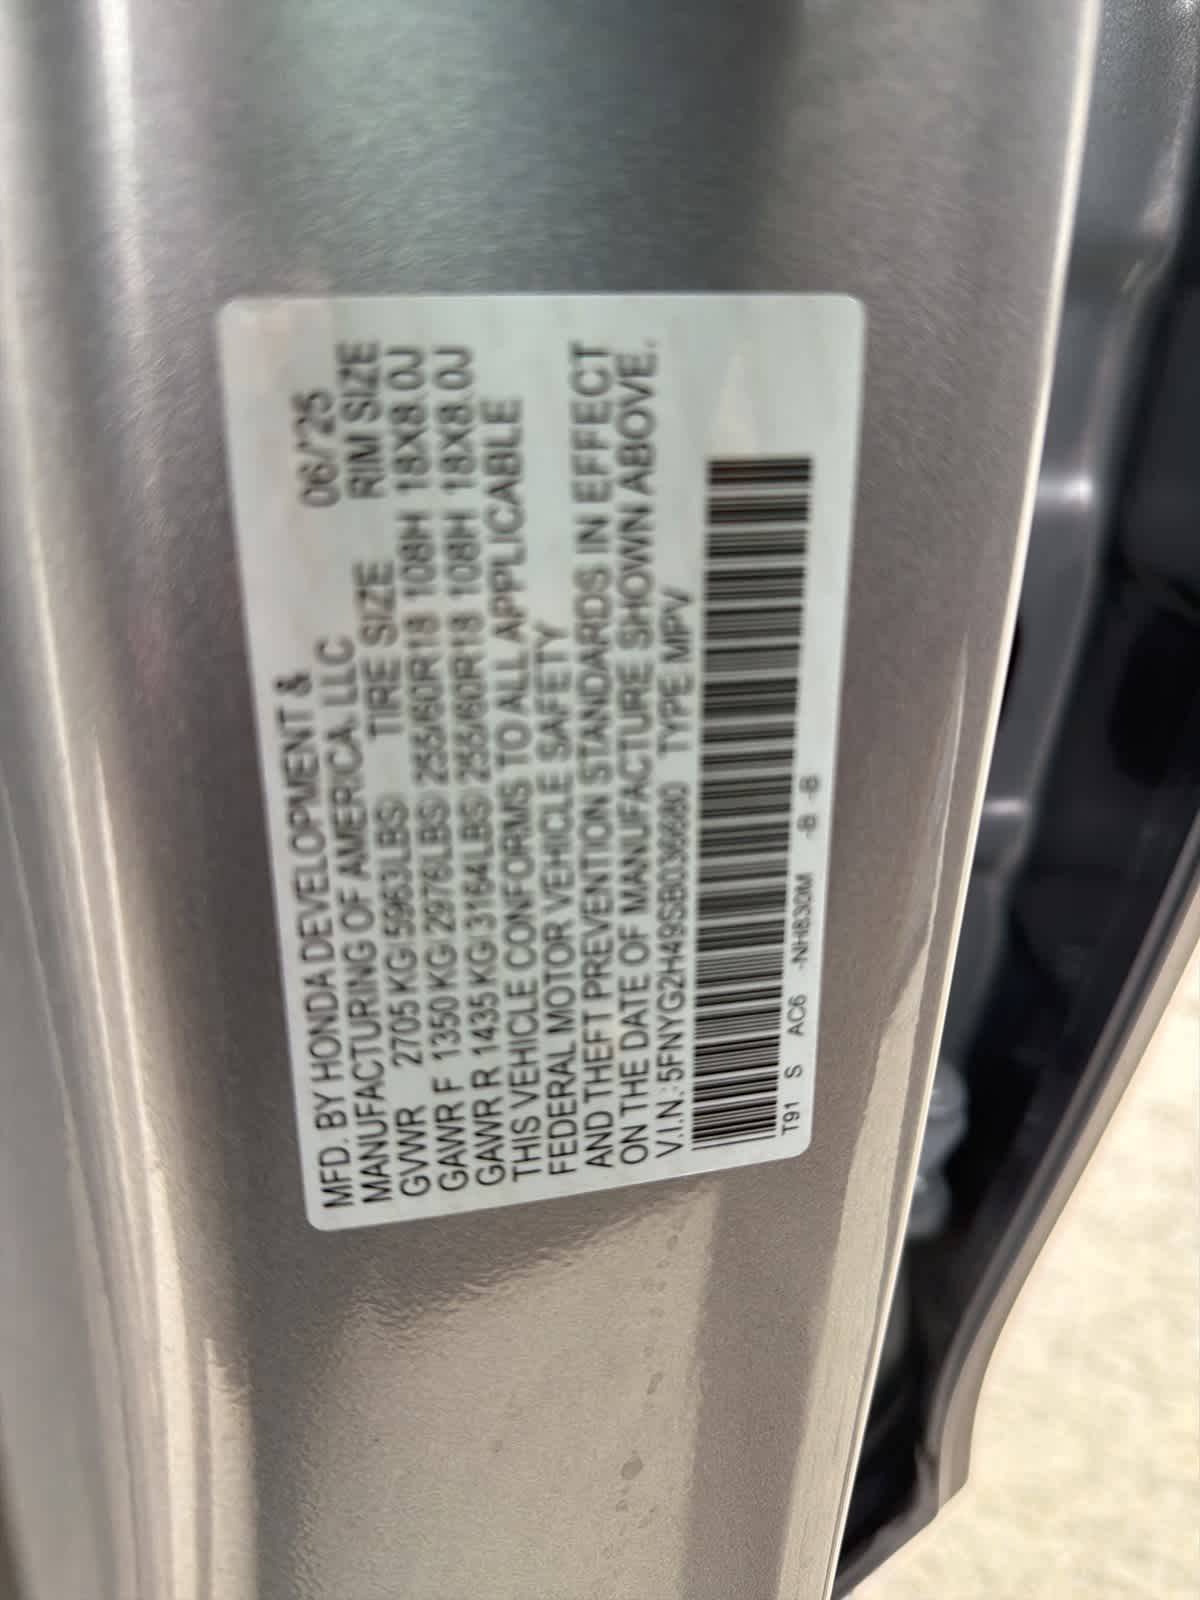 MFD. BY HONDA DEVELOPMENT &
MANUFACTURING OF AMERICA, LLC 06/'25
GVWR 2705 KG(5963LBS) TIRE SIZE RIM SIZE
GAWR F 1350 KG(2976LBS) 255/60R18 108H 18X8.0J
GAWR R 1435 KG(3164LBS) 255/60R18 108H 18X8.0J
THIS VEHICLE CONFORMS TO ALL APPLICABLE
FEDERAL MOTOR VEHICLE SAFETY
AND THEFT PREVENTION STANDARDS IN EFFECT
ON THE DATE OF MANUFACTURE SHOWN ABOVE.
V.I.N.: 5FNYG2H49SB036680 TYPE:MPV
T91 S AC6 -NH830M -B -B